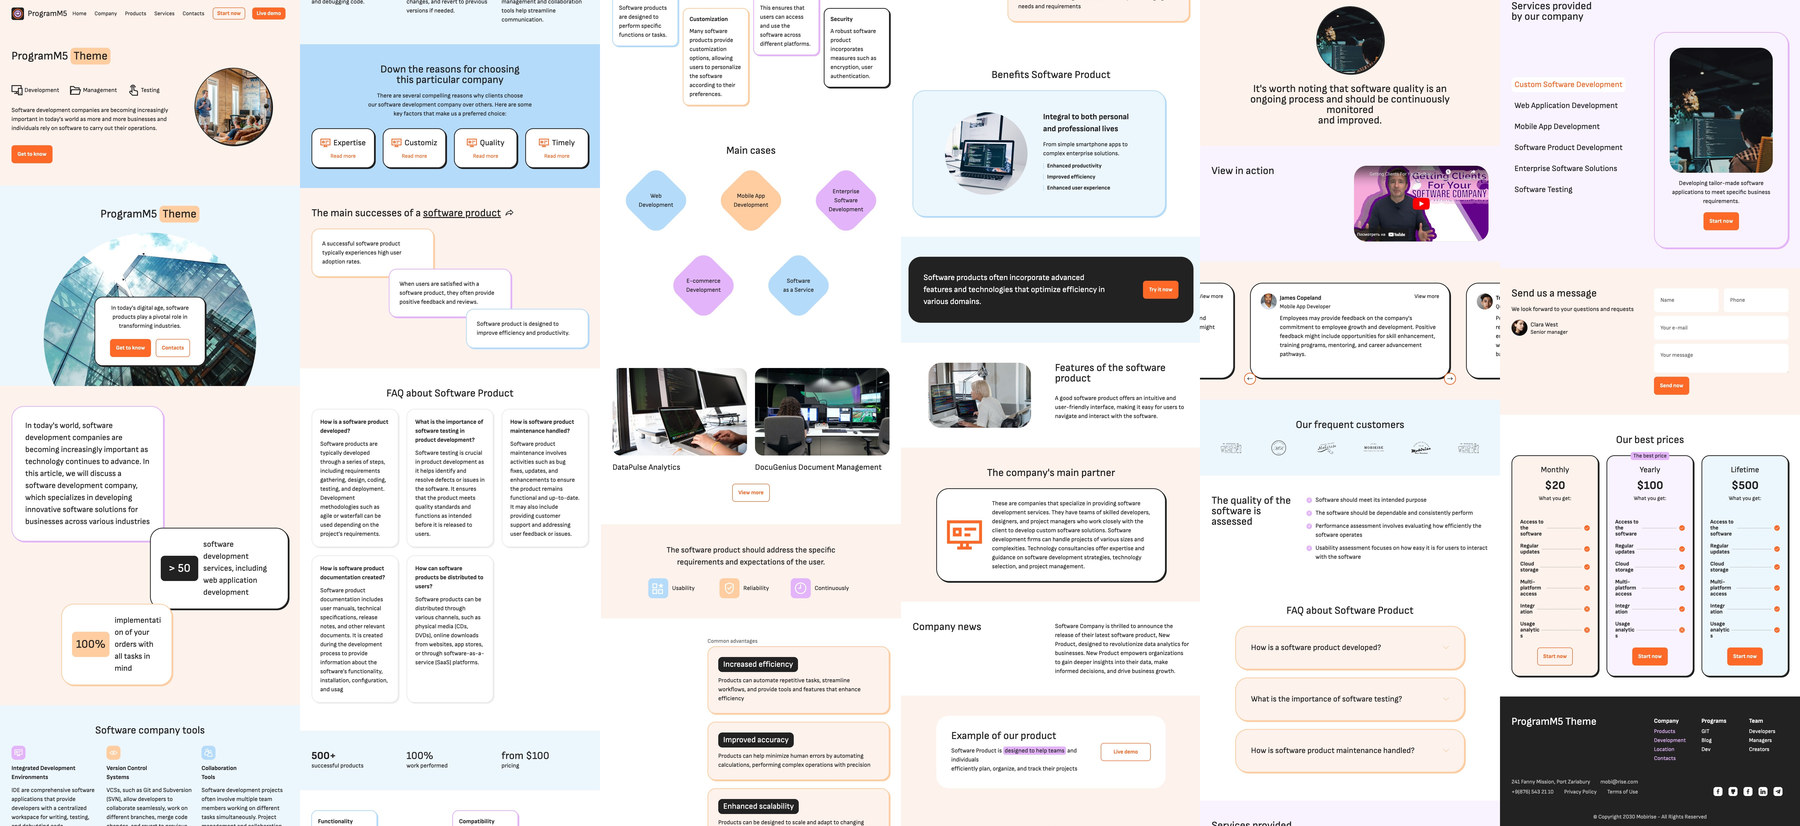 ProgramM5
Home
Company
Products
Services
Contacts
Start now
Live demo
ProgramM5 Theme
Development
Management
Testing
Software development companies are becoming increasingly
important in today's world as more and more businesses and
individuals rely on software to carry out their operations.
Get to know
ProgramM5 Theme
In today's digital age, software
products play a pivotal role in
transforming industries.
Get to know
Contacts
In today's world, software
development companies are
becoming increasingly important as
technology continues to advance. In
this article, we will discuss a
software development company,
which specializes in developing
innovative software solutions for
businesses across various industries
> 50
software
development
services, including
web application
development
100%
implementati
on of your
orders with
all tasks in
mind
Software company tools
Integrated Development
Environments
IDE are comprehensive software
applications that provide
developers with a centralized
workspace for writing, testing,
and debugging code.
Version Control
Systems
VCSs, such as Git and Subversion
(SVN), allow developers to
collaborate seamlessly, work on
different branches, merge code
changes, and revert to previous
Collaboration
Tools
Software development projects
often involve multiple team
members working on different
tasks simultaneously. Project
management and collaboration
and debugging code.
changes, and revert to previous
versions if needed.
management and collaboration
tools help streamline
communication.
Down the reasons for choosing
this particular company
There are several compelling reasons why clients choose
our software development company over others. Here are some
key factors that make us a preferred choice:
Expertise
Read more
Customiz
Read more
Quality
Read more
Timely
Read more
The main successes of a software product
A successful software product
typically experiences high user
adoption rates.
When users are satisfied with a
software product, they often provide
positive feedback and reviews.
Software product is designed to
improve efficiency and productivity.
FAQ about Software Product
How is a software product
developed?
Software products are
typically developed
through a series of steps,
including requirements
gathering, design, coding,
testing, and deployment.
Development
methodologies such as
agile or waterfall can be
used depending on the
project's requirements.
What is the importance of
software testing in
product development?
Software testing is crucial
in product development as
it helps identify and
resolve defects or issues in
the software. It ensures
that the product meets
quality standards and
functions as intended
before it is released to
users.
How is software product
maintenance handled?
Software product
maintenance involves
activities such as bug
fixes, updates, and
enhancements to ensure
the product remains
functional and up-to-date.
It may also include
providing customer
support and addressing
user feedback or issues.
How is software product
documentation created?
Software product
documentation includes
user manuals, technical
specifications, release
notes, and other relevant
documents. It is created
during the development
process to provide
information about the
software's functionality,
installation, configuration,
and usag
How can software
products be distributed to
users?
Software products can be
distributed through
various channels, such as
physical media (CDs,
DVDs), online downloads
from websites, app stores,
or through software-as-a-
service (SaaS) platforms.
500+
successful products
100%
work performed
from $100
pricing
Functionality
Compatibility
Software products
are designed to
perform specific
functions or tasks.
Customization
Many software
products provide
customization
options, allowing
users to personalize
the software
according to their
preferences.
This ensures that
users can access
and use the
software across
different platforms.
Security
A robust software
product
incorporates
measures such as
encryption, user
authentication.
Main cases
Web
Development
Mobile App
Development
Enterprise
Software
Development
E-commerce
Development
Software
as a Service
DataPulse Analytics
DocuGenius Document Management
View more
The software product should address the specific
requirements and expectations of the user.
Usability
Reliability
Continuously
Common advantages
Increased efficiency
Products can automate repetitive tasks, streamline
workflows, and provide tools and features that enhance
efficiency
Improved accuracy
Products can help minimize human errors by automating
calculations, performing complex operations with precision
Enhanced scalability
Products can be designed to scale and adapt to changing
needs and requirements
Benefits Software Product
Integral to both personal
and professional lives
From simple smartphone apps to
complex enterprise solutions.
Enhanced productivity
Improved efficiency
Enhanced user experience
Software products often incorporate advanced
features and technologies that optimize efficiency in
various domains.
Try it now
Features of the software
product
A good software product offers an intuitive and
user-friendly interface, making it easy for users to
navigate and interact with the software.
The company's main partner
These are companies that specialize in providing software
development services. They have teams of skilled developers,
designers, and project managers who work closely with the
client to develop custom software solutions. Software
development firms can handle projects of various sizes and
complexities. Technology consultancies offer expertise and
guidance on software development strategies, technology
selection, and project management.
Company news
Software Company is thrilled to announce the
release of their latest software product, New
Product, designed to revolutionize data analytics for
businesses. New Product empowers organizations
to gain deeper insights into their data, make
informed decisions, and drive business growth.
Example of our product
Software Product is designed to help teams and
individuals
efficiently plan, organize, and track their projects
Live demo
It's worth noting that software quality is an
ongoing process and should be continuously
monitored
and improved.
View in action
Getting Clients
For Your
SOFTWARE COMPANY
YouTube
View more
might
James Copeland
Mobile App Developer
View more
Employees may provide feedback on the company's
commitment to employee growth and development. Positive
feedback might include opportunities for skill enhancement,
training programs, mentoring, and career advancement
pathways.
Our frequent customers
The quality of the
software is
assessed
Software should meet its intended purpose
The software should be dependable and consistently perform
Performance assessment involves evaluating how efficiently the
software operates
Usability assessment focuses on how easy it is for users to interact
with the software
FAQ about Software Product
How is a software product developed?
What is the importance of software testing?
How is software product maintenance handled?
Services provided
Services provided
by our company
Custom Software Development
Web Application Development
Mobile App Development
Software Product Development
Enterprise Software Solutions
Software Testing
Developing tailor-made software
applications to meet specific business
requirements.
Start now
Send us a message
We look forward to your questions and requests
Clara West
Senior manager
Name
Phone
Your e-mail
Your message
Send now
Our best prices
Monthly
$20
What you get:
Access to
the
software
Regular
updates
Cloud
storage
Multi-
platform
access
Integr
ation
Usage
analytic
s
Start now
The best price
Yearly
$100
What you get:
Access to
the
software
Regular
updates
Cloud
storage
Multi-
platform
access
Integr
ation
Usage
analytic
s
Start now
Lifetime
$500
What you get:
Access to
the
software
Regular
updates
Cloud
storage
Multi-
platform
access
Integr
ation
Usage
analytic
s
Start now
ProgramM5 Theme
Company
Products
Development
Location
Contacts
Programs
GIT
Blog
Dev
Team
Developers
Managers
Creators
241 Fanny Mission, Port Zariabury
mobi@rise.com
+9(876) 543 21 10
Privacy Policy
Terms of Use
© Copyright 2030 Mobirise - All Rights Reserved